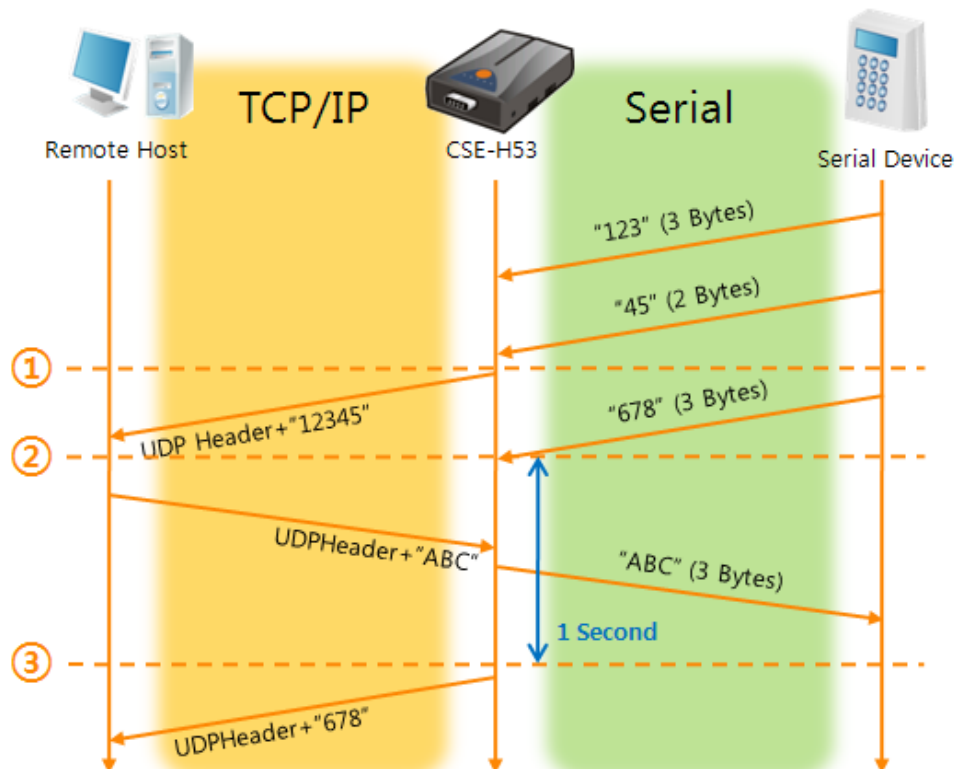 TCP/IP
Serial
Remote Host
CSE-H53
Serial Device
"123" (3 Bytes)
"45" (2 Bytes)
①
UDP Header+"12345"
"678" (3 Bytes)
②
UDPHeader+"ABC"
"ABC" (3 Bytes)
1 Second
③
UDPHeader+"678"